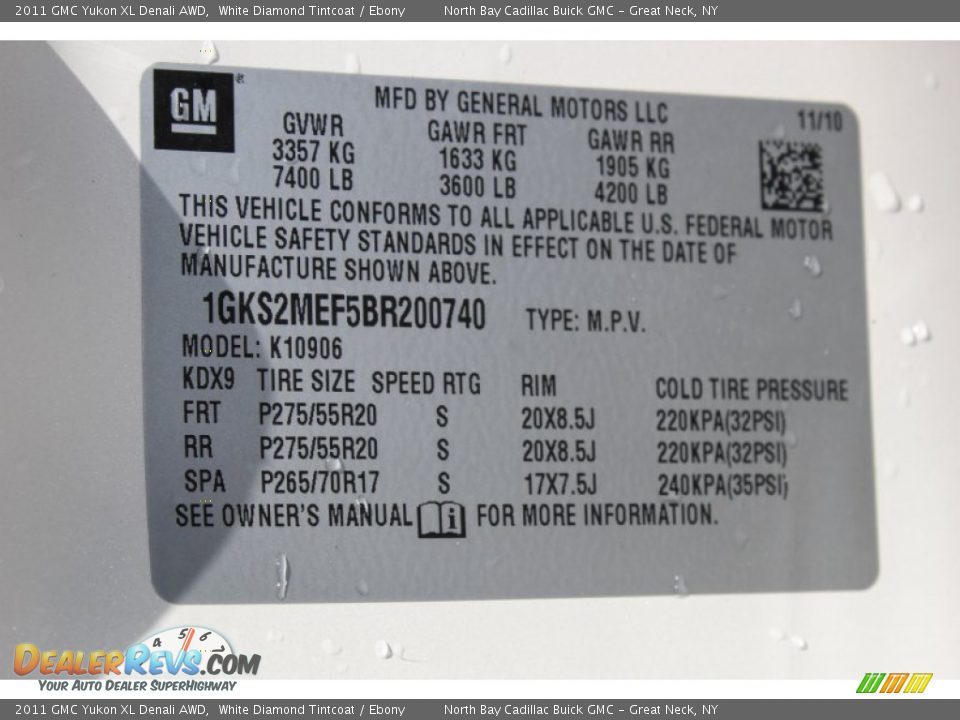 2011 GMC Yukon XL Denali AWD, White Diamond Tintcoat / Ebony North Bay Cadillac Buick GMC - Great Neck, NY
GM
MFD BY GENERAL MOTORS LLC 11/10
GVWR GAWR FRT GAWR RR
3357 KG 1633 KG 1905 KG
7400 LB 3600 LB 4200 LB
THIS VEHICLE CONFORMS TO ALL APPLICABLE U.S. FEDERAL MOTOR
VEHICLE SAFETY STANDARDS IN EFFECT ON THE DATE OF
MANUFACTURE SHOWN ABOVE.
1GKS2MEF5BR200740 TYPE: M.P.V.
MODEL: K10906
KDX9 TIRE SIZE SPEED RTG RIM COLD TIRE PRESSURE
FRT P275/55R20 S 20X8.5J 220KPA(32PSI)
RR P275/55R20 S 20X8.5J 220KPA(32PSI)
SPA P265/70R17 S 17X7.5J 240KPA(35PSI)
SEE OWNER'S MANUAL i FOR MORE INFORMATION.
4 5 6
DEALERREVS.COM
YOUR AUTO DEALER SUPERHIGHWAY
2011 GMC Yukon XL Denali AWD, White Diamond Tintcoat / Ebony North Bay Cadillac Buick GMC - Great Neck, NY